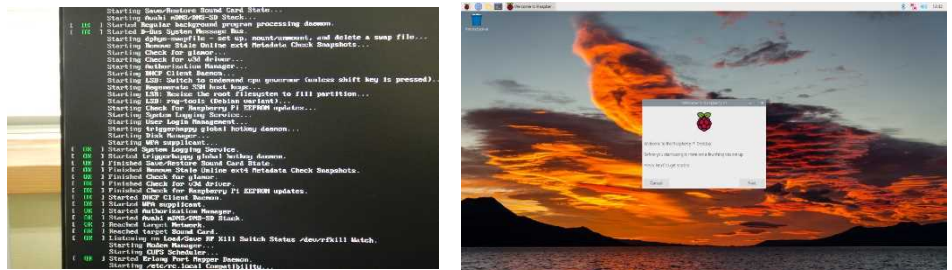 Starting Save/Restore Sound Card State...
Starting Avahi mDNS/DNS-SD Stack...
[ OK ] Started Regular background program processing daemon.
[ OK ] Started D-Bus System Message Bus.
Starting dphys-swapfile - set up, mount/unmount, and delete a swap file...
Starting Remove Stale Online ext4 Metadata Check Snapshots...
Starting Check for glamor...
Starting Check for v3d driver...
Starting Authorization Manager...
Starting DHCP Client Daemon...
Starting LSB: Switch to ondemand cpu governor (unless shift key is pressed)...
Starting Regenerate SSH host keys...
Starting LSB: Resize the root filesystem to fill partition...
Starting LSB: rng-tools (Debian variant)...
Starting Check for Raspberry Pi EEPROM updates...
Starting System Logging Service...
Starting User Login Management...
Starting triggerhappy global hotkey daemon...
Starting Disk Manager...
Starting WPA supplicant...
[ OK ] Started System Logging Service.
[ OK ] Started triggerhappy global hotkey daemon.
[ OK ] Finished Save/Restore Sound Card State.
[ OK ] Finished Remove Stale Online ext4 Metadata Check Snapshots.
[ OK ] Finished Check for glamor.
[ OK ] Finished Check for v3d driver.
[ OK ] Finished Check for Raspberry Pi EEPROM updates.
[ OK ] Started DHCP Client Daemon.
[ OK ] Started WPA supplicant.
[ OK ] Started Authorization Manager.
[ OK ] Started Avahi mDNS/DNS-SD Stack.
[ OK ] Reached target Network.
[ OK ] Reached target Sound Card.
[ OK ] Listening on Load/Save RF Kill Switch Status /dev/rfkill Watch.
Starting Modem Manager...
Starting CUPS Scheduler...
[ OK ] Started Erlang Port Mapper Daemon.
Starting /etc/rc.local Compatibility...
Welcome to Raspberry Pi
Welcome to the Raspberry Pi Desktop!
Cancel
Next